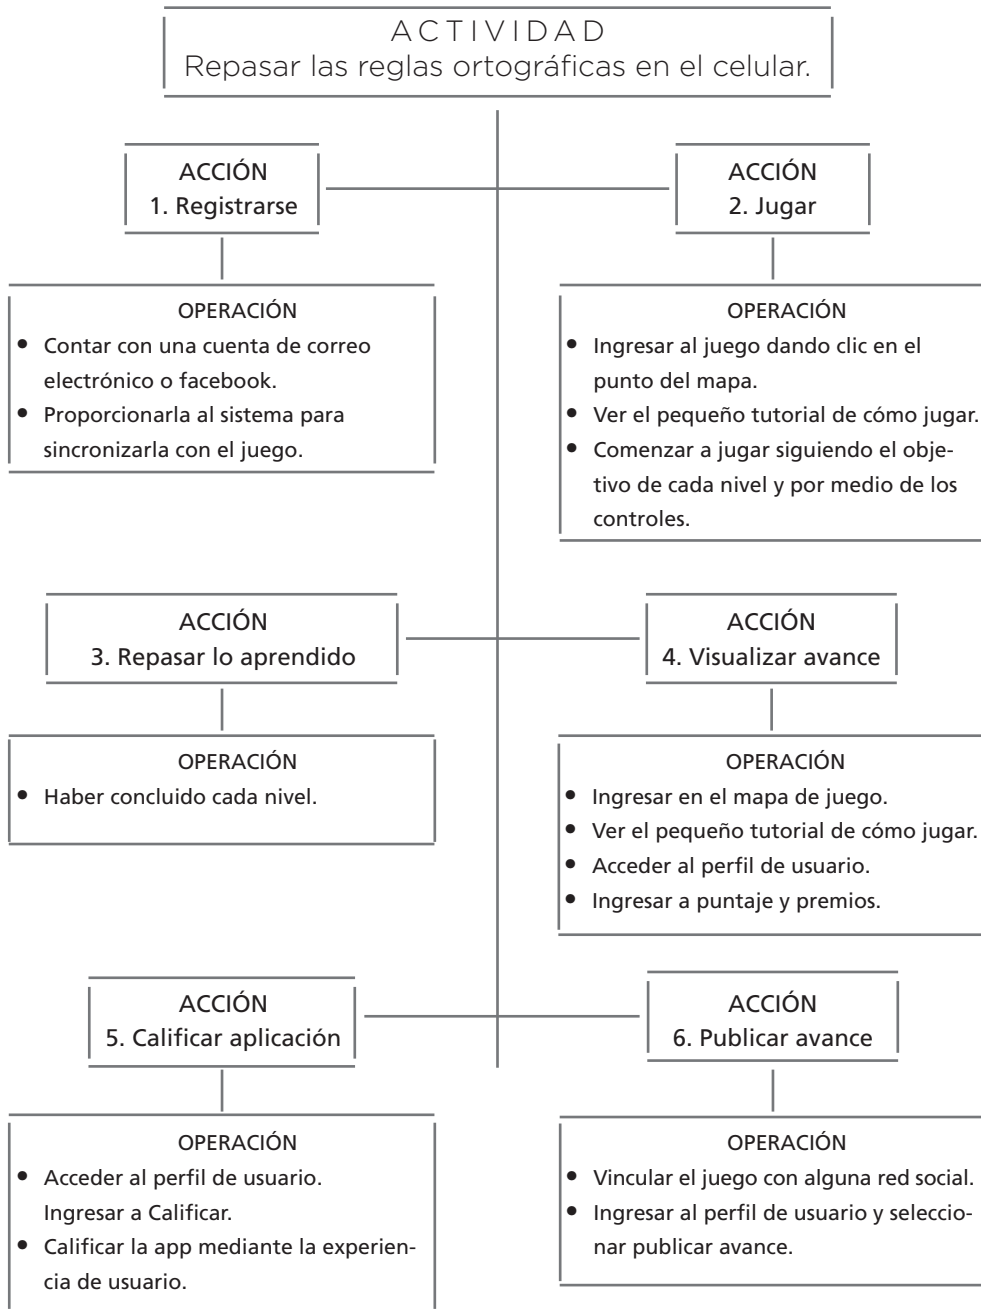 ACTIVIDAD
Repasar las reglas ortográficas en el celular.
ACCIÓN
1. Registrarse
OPERACIÓN
• Contar con una cuenta de correo
electrónico o facebook.
• Proporcionarla al sistema para
sincronizarla con el juego.
ACCIÓN
2. Jugar
OPERACIÓN
• Ingresar al juego dando clic en el
punto del mapa.
• Ver el pequeño tutorial de cómo jugar.
• Comenzar a jugar siguiendo el obje-
tivo de cada nivel y por medio de los
controles.
ACCIÓN
3. Repasar lo aprendido
OPERACIÓN
• Haber concluido cada nivel.
ACCIÓN
4. Visualizar avance
OPERACIÓN
• Ingresar en el mapa de juego.
• Ver el pequeño tutorial de cómo jugar.
• Acceder al perfil de usuario.
• Ingresar a puntaje y premios.
ACCIÓN
5. Calificar aplicación
OPERACIÓN
• Acceder al perfil de usuario.
Ingresar a Calificar.
• Calificar la app mediante la experien-
cia de usuario.
ACCIÓN
6. Publicar avance
OPERACIÓN
• Vincular el juego con alguna red social.
• Ingresar al perfil de usuario y seleccio-
nar publicar avance.